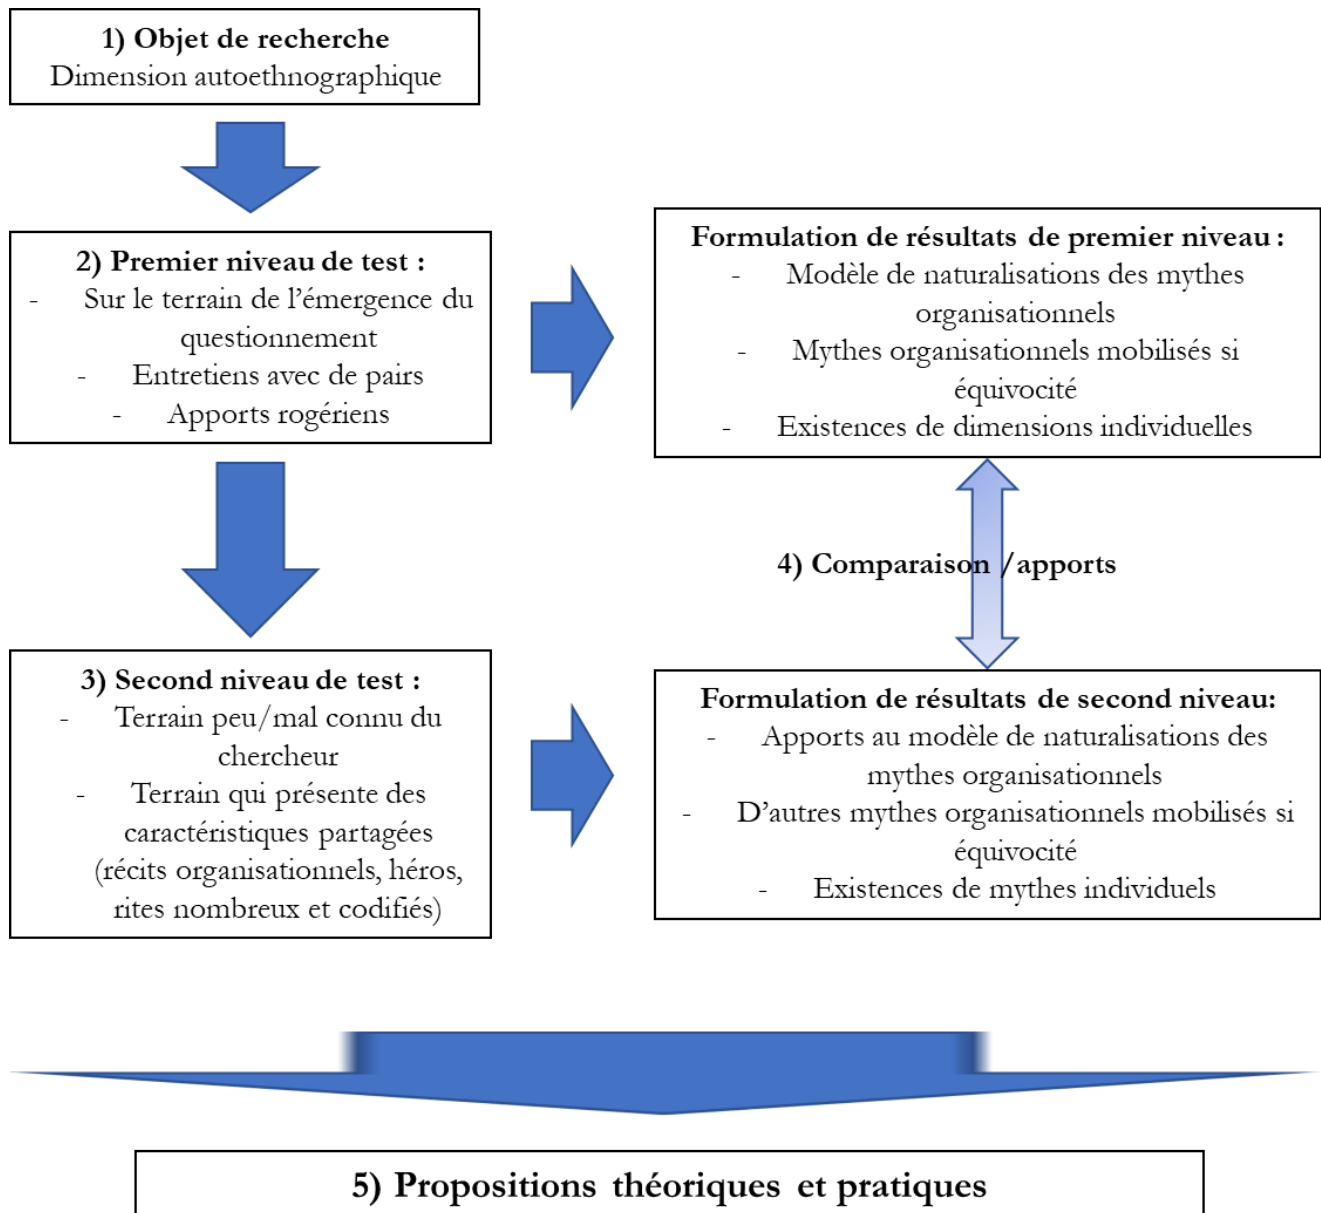 1) Objet de recherche
Dimension autoethnographique
2) Premier niveau de test :
- Sur le terrain de l’émergence du
questionnement
- Entretiens avec de pairs
- Apports rogériens
Formulation de résultats de premier niveau :
- Modèle de naturalisations des mythes
organisationnels
- Mythes organisationnels mobilisés si
équivocité
- Existences de dimensions individuelles
4) Comparaison /apports
3) Second niveau de test :
- Terrain peu/mal connu du
chercheur
- Terrain qui présente des
caractéristiques partagées
(récits organisationnels, héros,
rites nombreux et codifiés)
Formulation de résultats de second niveau:
- Apports au modèle de naturalisations des
mythes organisationnels
- D’autres mythes organisationnels mobilisés si
équivocité
- Existences de mythes individuels
5) Propositions théoriques et pratiques